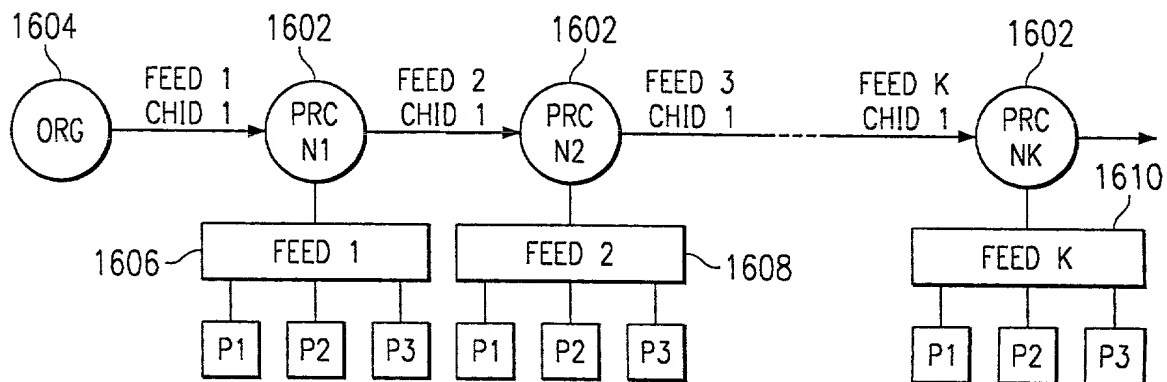 1604
1602
1602
1602
FEED 1
CHID 1
FEED 2
CHID 1
FEED 3
CHID 1
FEED K
CHID 1
ORG
PRC
N1
PRC
N2
PRC
NK
1610
1606
FEED 1
FEED 2
1608
FEED K
P1
P2
P3
P1
P2
P3
P1
P2
P3